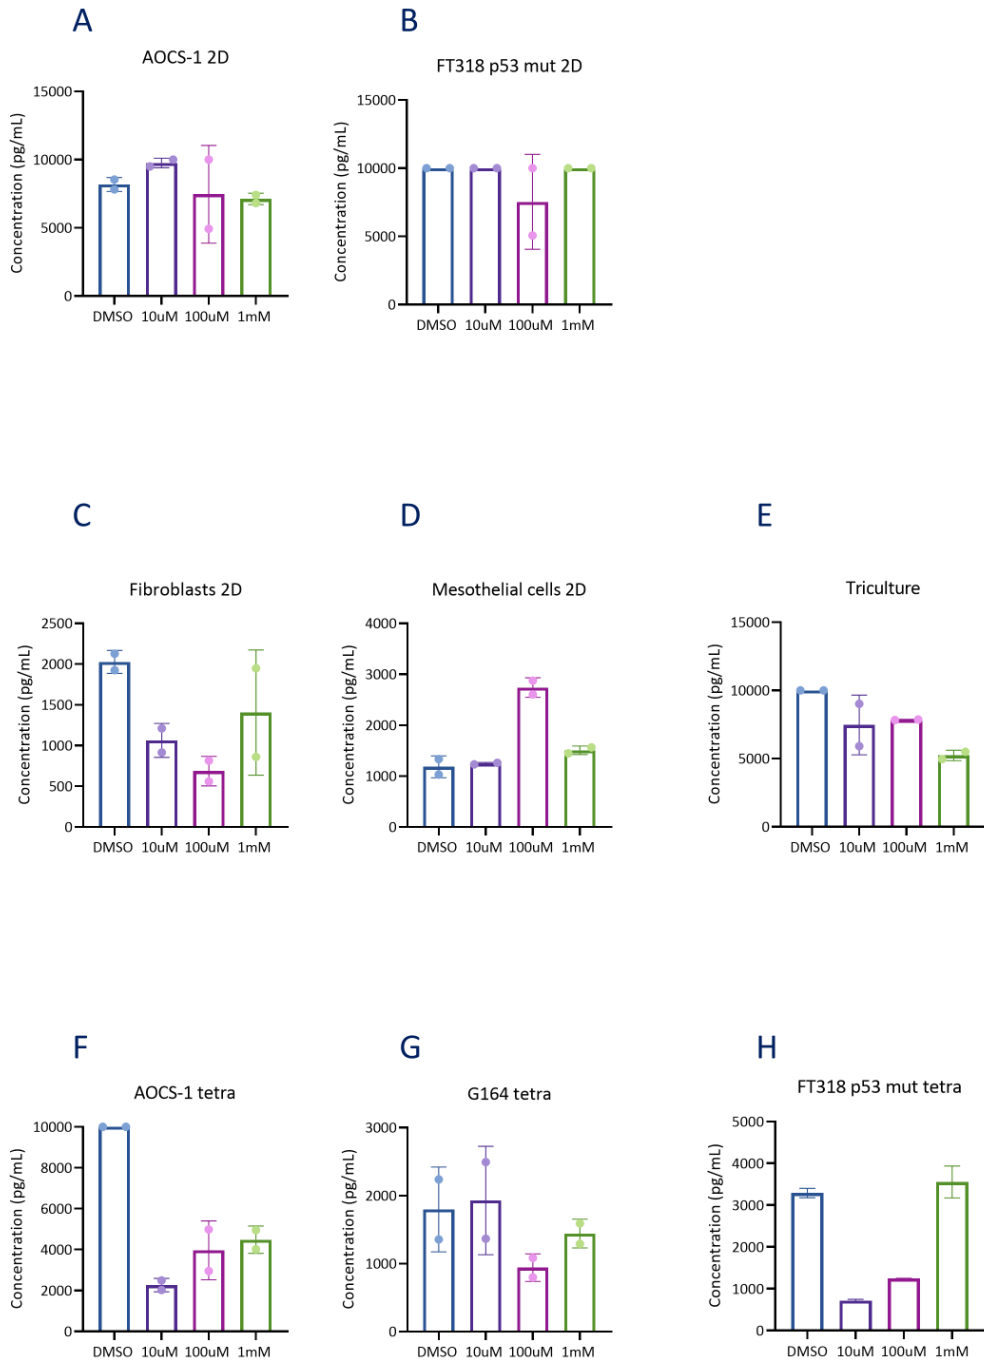 A
AOCS-1 2D
Concentration (pg/mL)
15000
10000
5000
0
DMSO 10uM 100uM 1mM
B
FT318 p53 mut 2D
Concentration (pg/mL)
15000
10000
5000
0
DMSO 10uM 100uM 1mM
C
Fibroblasts 2D
Concentration (pg/mL)
2500
2000
1500
1000
500
0
DMSO 10uM 100uM 1mM
D
Mesothelial cells 2D
Concentration (pg/mL)
4000
3000
2000
1000
0
DMSO 10uM 100uM 1mM
E
Triculture
Concentration (pg/mL)
15000
10000
5000
0
DMSO 10uM 100uM 1mM
F
AOCS-1 tetra
Concentration (pg/mL)
10000
8000
6000
4000
2000
0
DMSO 10uM 100uM 1mM
G
G164 tetra
Concentration (pg/mL)
3000
2000
1000
0
DMSO 10uM 100uM 1mM
H
FT318 p53 mut tetra
Concentration (pg/mL)
5000
4000
3000
2000
1000
0
DMSO 10uM 100uM 1mM